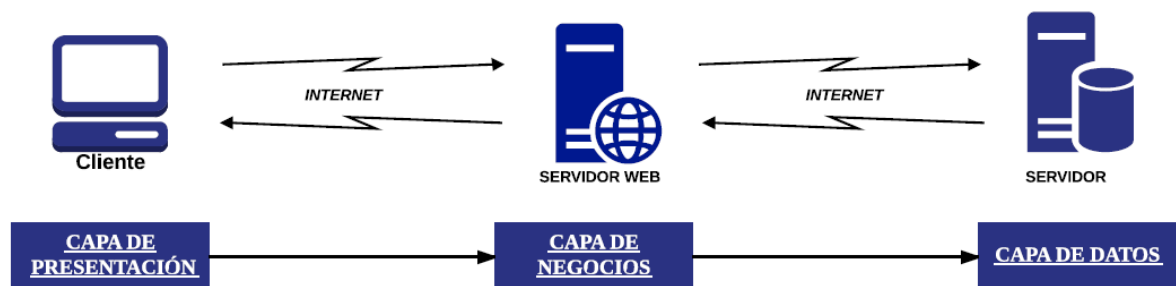 INTERNET
INTERNET
Cliente
SERVIDOR WEB
SERVIDOR
CAPA DE
PRESENTACIÓN
CAPA DE
NEGOCIOS
CAPA DE DATOS